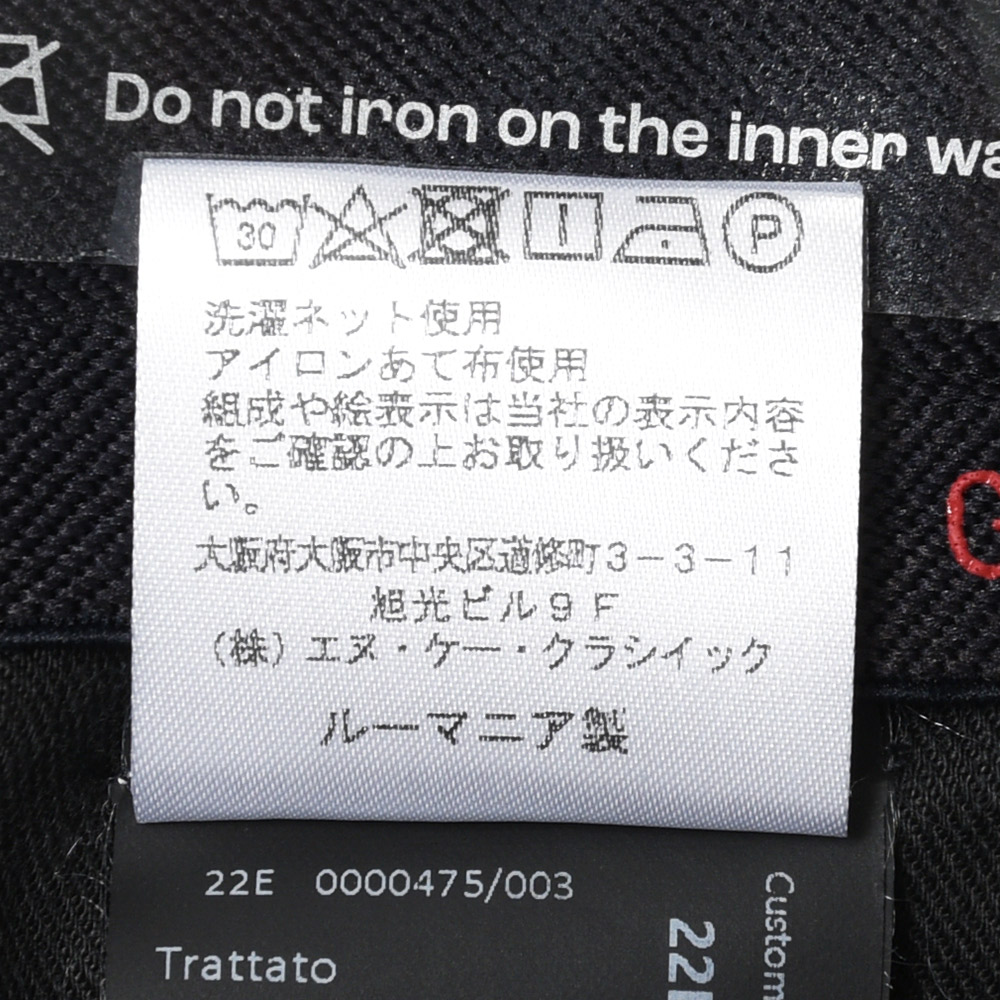 Do not iron on the inner
30 P
洗濯ネット使用
アイロンあて布使用
組成や絵表示は当社の表示内容
をご確認の上お取り扱いくださ
い。
大阪府大阪市中央区道修町3-3-11
旭光ビル9F
(株)エヌ・ケー・クラシイック
ルーマニア製
22E 0000475/003
Trattato
Custom